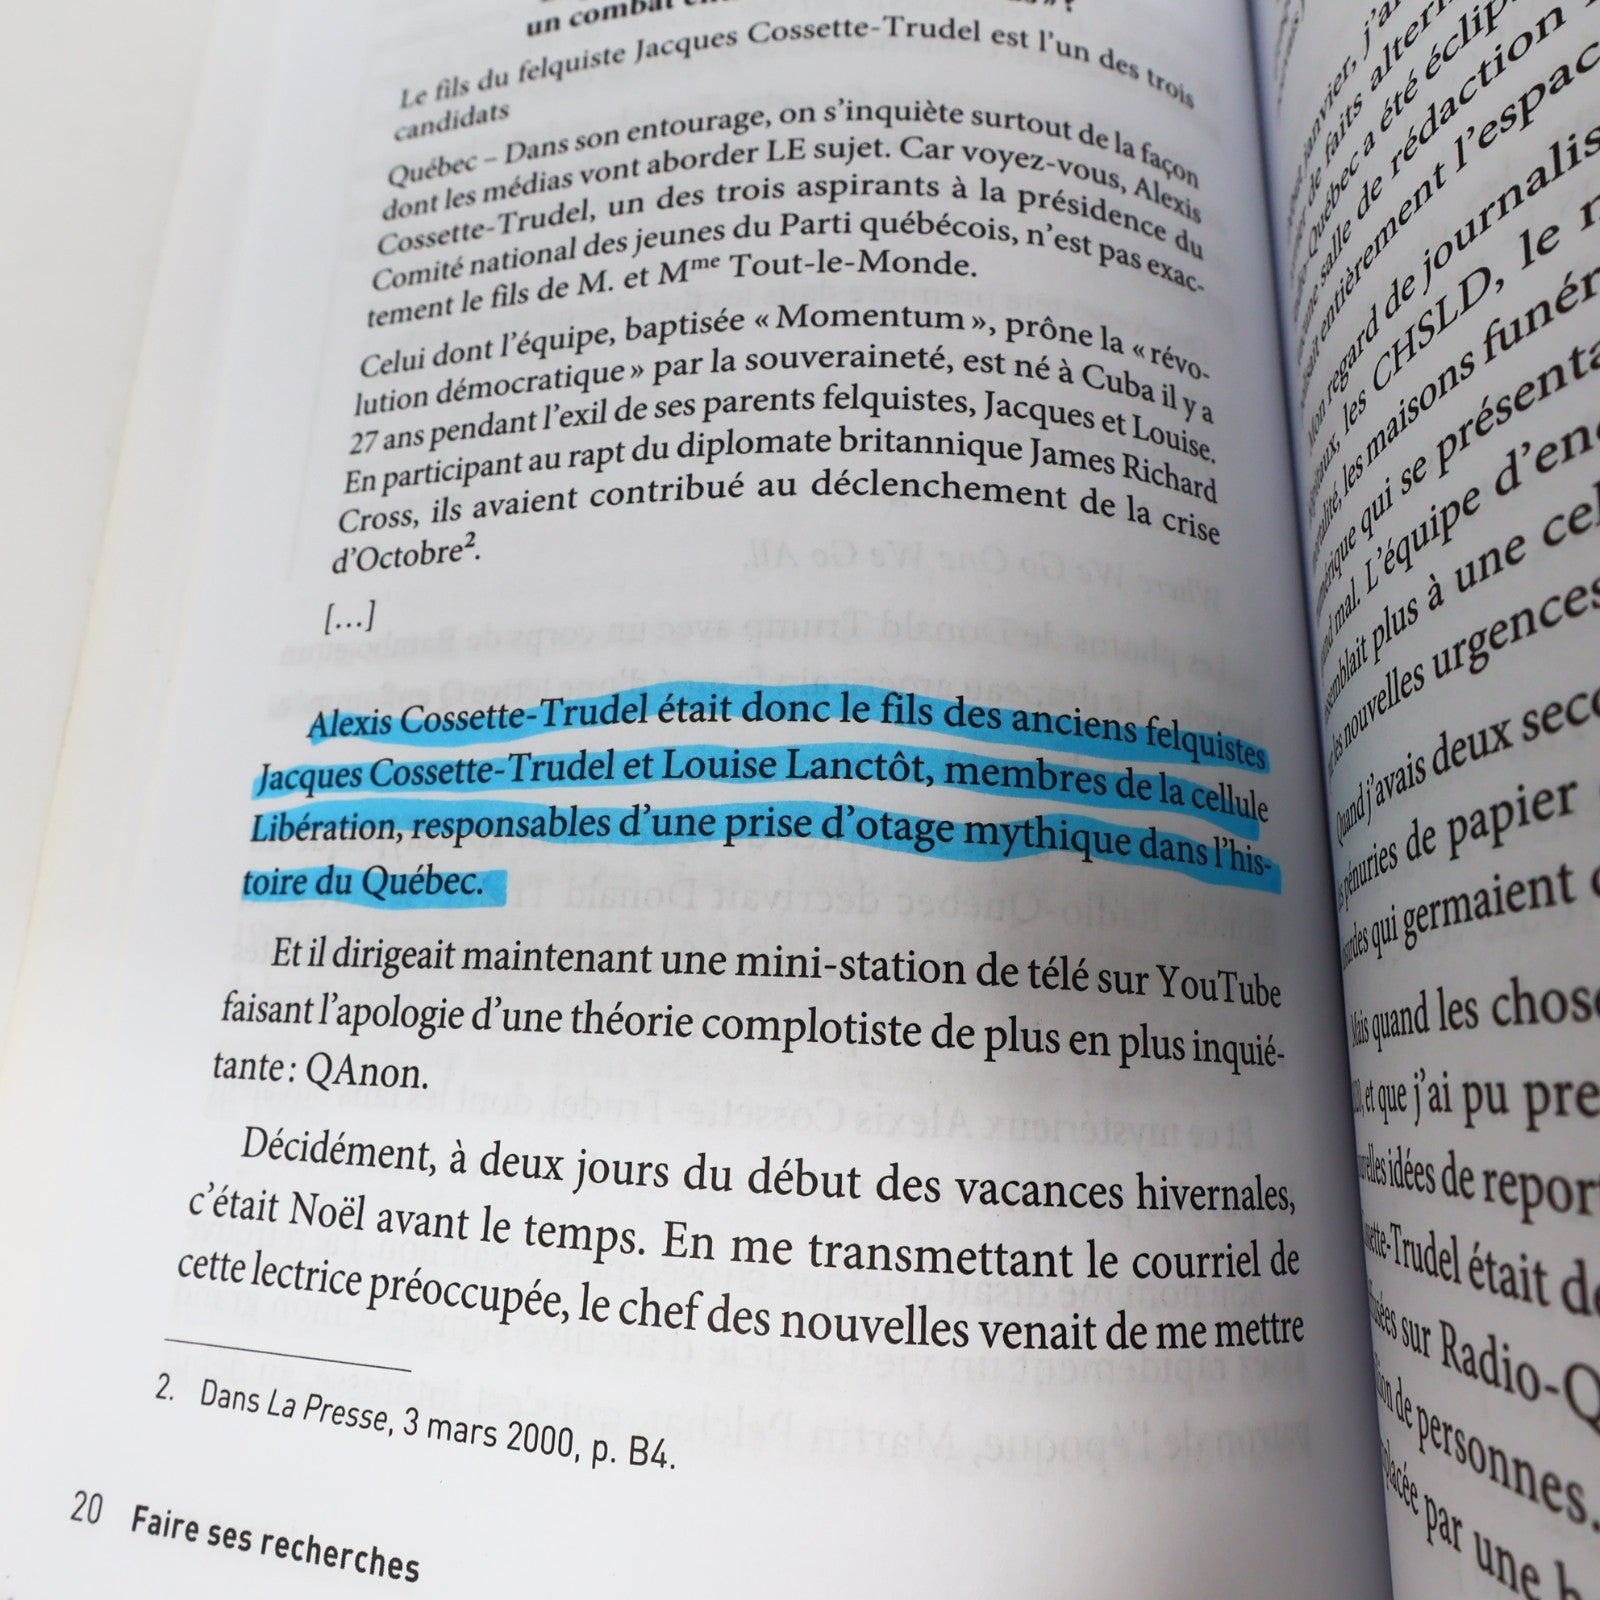 un combat
Le fils du felquiste Jacques Cossette-Trudel est l'un des trois
candidats
Québec – Dans son entourage, on s'inquiète surtout de la façon
dont les médias vont aborder LE sujet. Car voyez-vous, Alexis
Cossette-Trudel, un des trois aspirants à la présidence du
Comité national des jeunes du Parti québécois, n'est pas exac-
tement le fils de M. et Mme Tout-le-Monde.
Celui dont l'équipe, baptisée « Momentum », prône la « révo-
lution démocratique » par la souveraineté, est né à Cuba il y a
27 ans pendant l'exil de ses parents felquistes, Jacques et Louise.
En participant au rapt du diplomate britannique James Richard
Cross, ils avaient contribué au déclenchement de la crise
d'Octobre².
[...]
Alexis Cossette-Trudel était donc le fils des anciens felquistes
Jacques Cossette-Trudel et Louise Lanctôt, membres de la cellule
Libération, responsables d'une prise d'otage mythique dans l'his-
toire du Québec.
Et il dirigeait maintenant une mini-station de télé sur YouTube
faisant l'apologie d'une théorie complotiste de plus en plus inquié-
tante : QAnon.
Décidément, à deux jours du début des vacances hivernales,
c'était Noël avant le temps. En me transmettant le courriel de
cette lectrice préoccupée, le chef des nouvelles venait de me mettre
2. Dans La Presse, 3 mars 2000, p. B4.
20 Faire ses recherches
janvier, j'ai
de faits altern
Québec a été éclip
salle de rédaction
entièrement l'espac
Mon regard de journalis
les CHSLD, le
les maisons funér
qui se présenta
mal. L'équipe d'en
plus à une cel
nouvelles urgences
Quand j'avais deux seco
pénuries de papier
qui germaient
Mais quand les chose
et que j'ai pu pre
idées de repor
Trudel était de
sur Radio-Q
de personnes.
par une